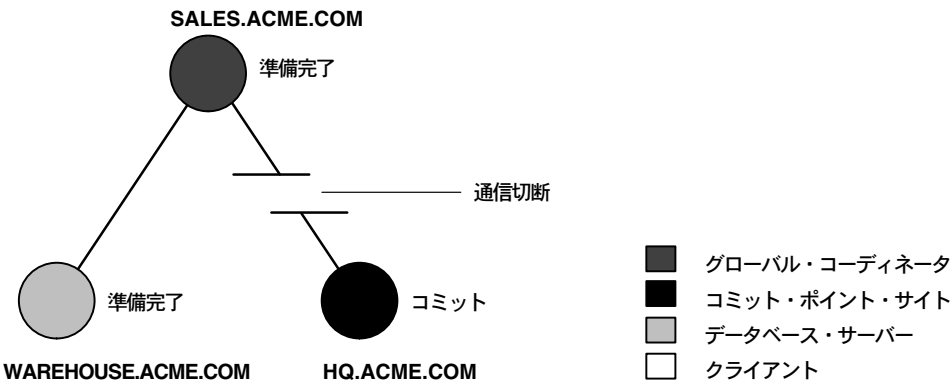 SALES.ACME.COM
準備完了
通信切断
準備完了
コミット
WAREHOUSE.ACME.COM
HQ.ACME.COM
グローバル・コーディネータ
コミット・ポイント・サイト
データベース・サーバー
クライアント